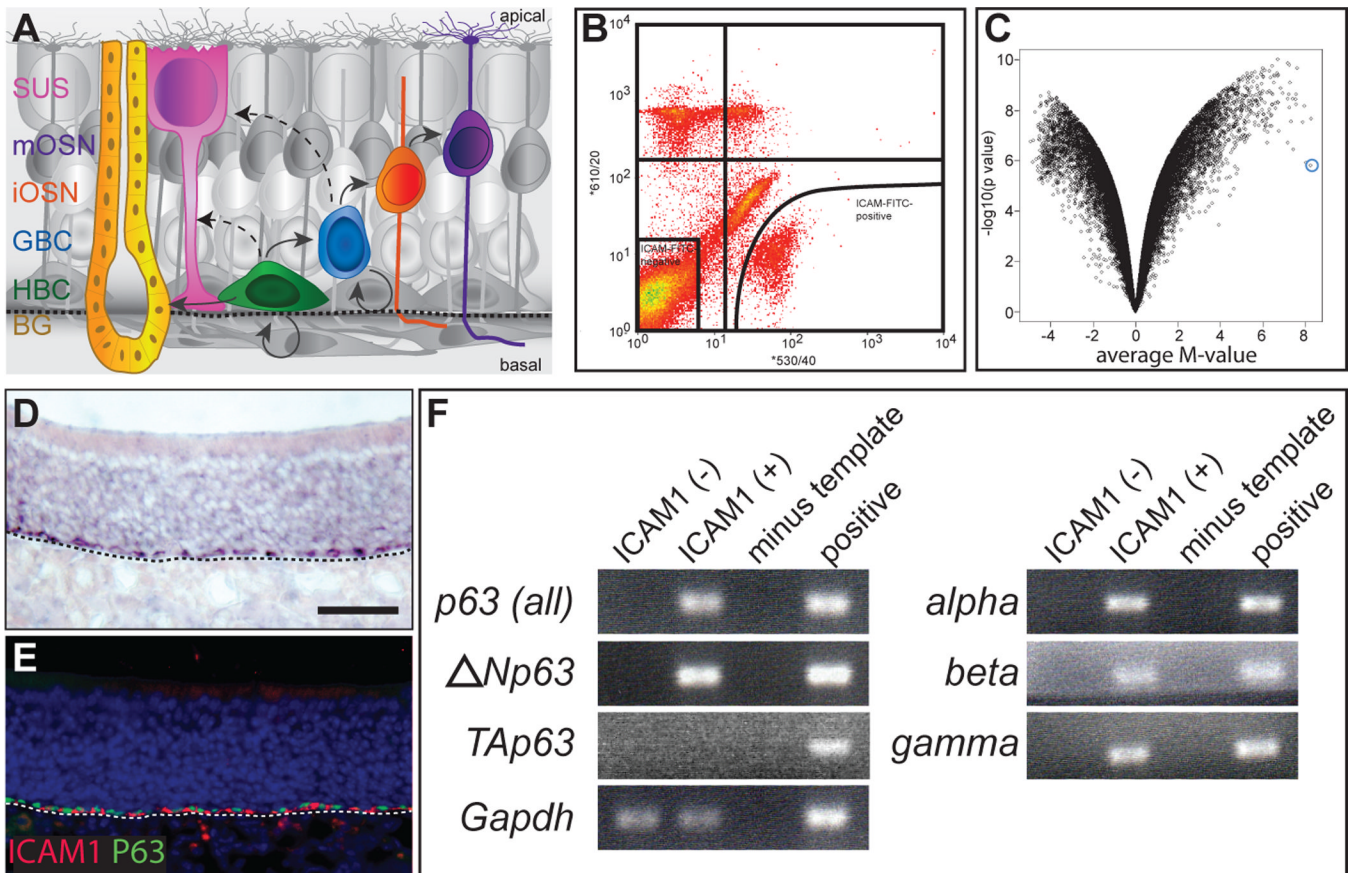 A
apical
SUS
mOSN
iOSN
GBC
HBC
BG
basal
B
10^4
10^3
10^2
10^1
10^0
*610/20
ICAM-FITC-
negative
ICAM-FITC-
positive
10^0 10^1 10^2 10^3 10^4
*530/40
C
10
8
6
4
2
0
-log10(p value)
-4 -2 0 2 4 6 8
average M-value
D
E
ICAM1 P63
F
ICAM1 (-)
ICAM1 (+)
minus template
positive
p63 (all)
ΔNp63
TAp63
Gapdh
ICAM1 (-)
ICAM1 (+)
minus template
positive
alpha
beta
gamma